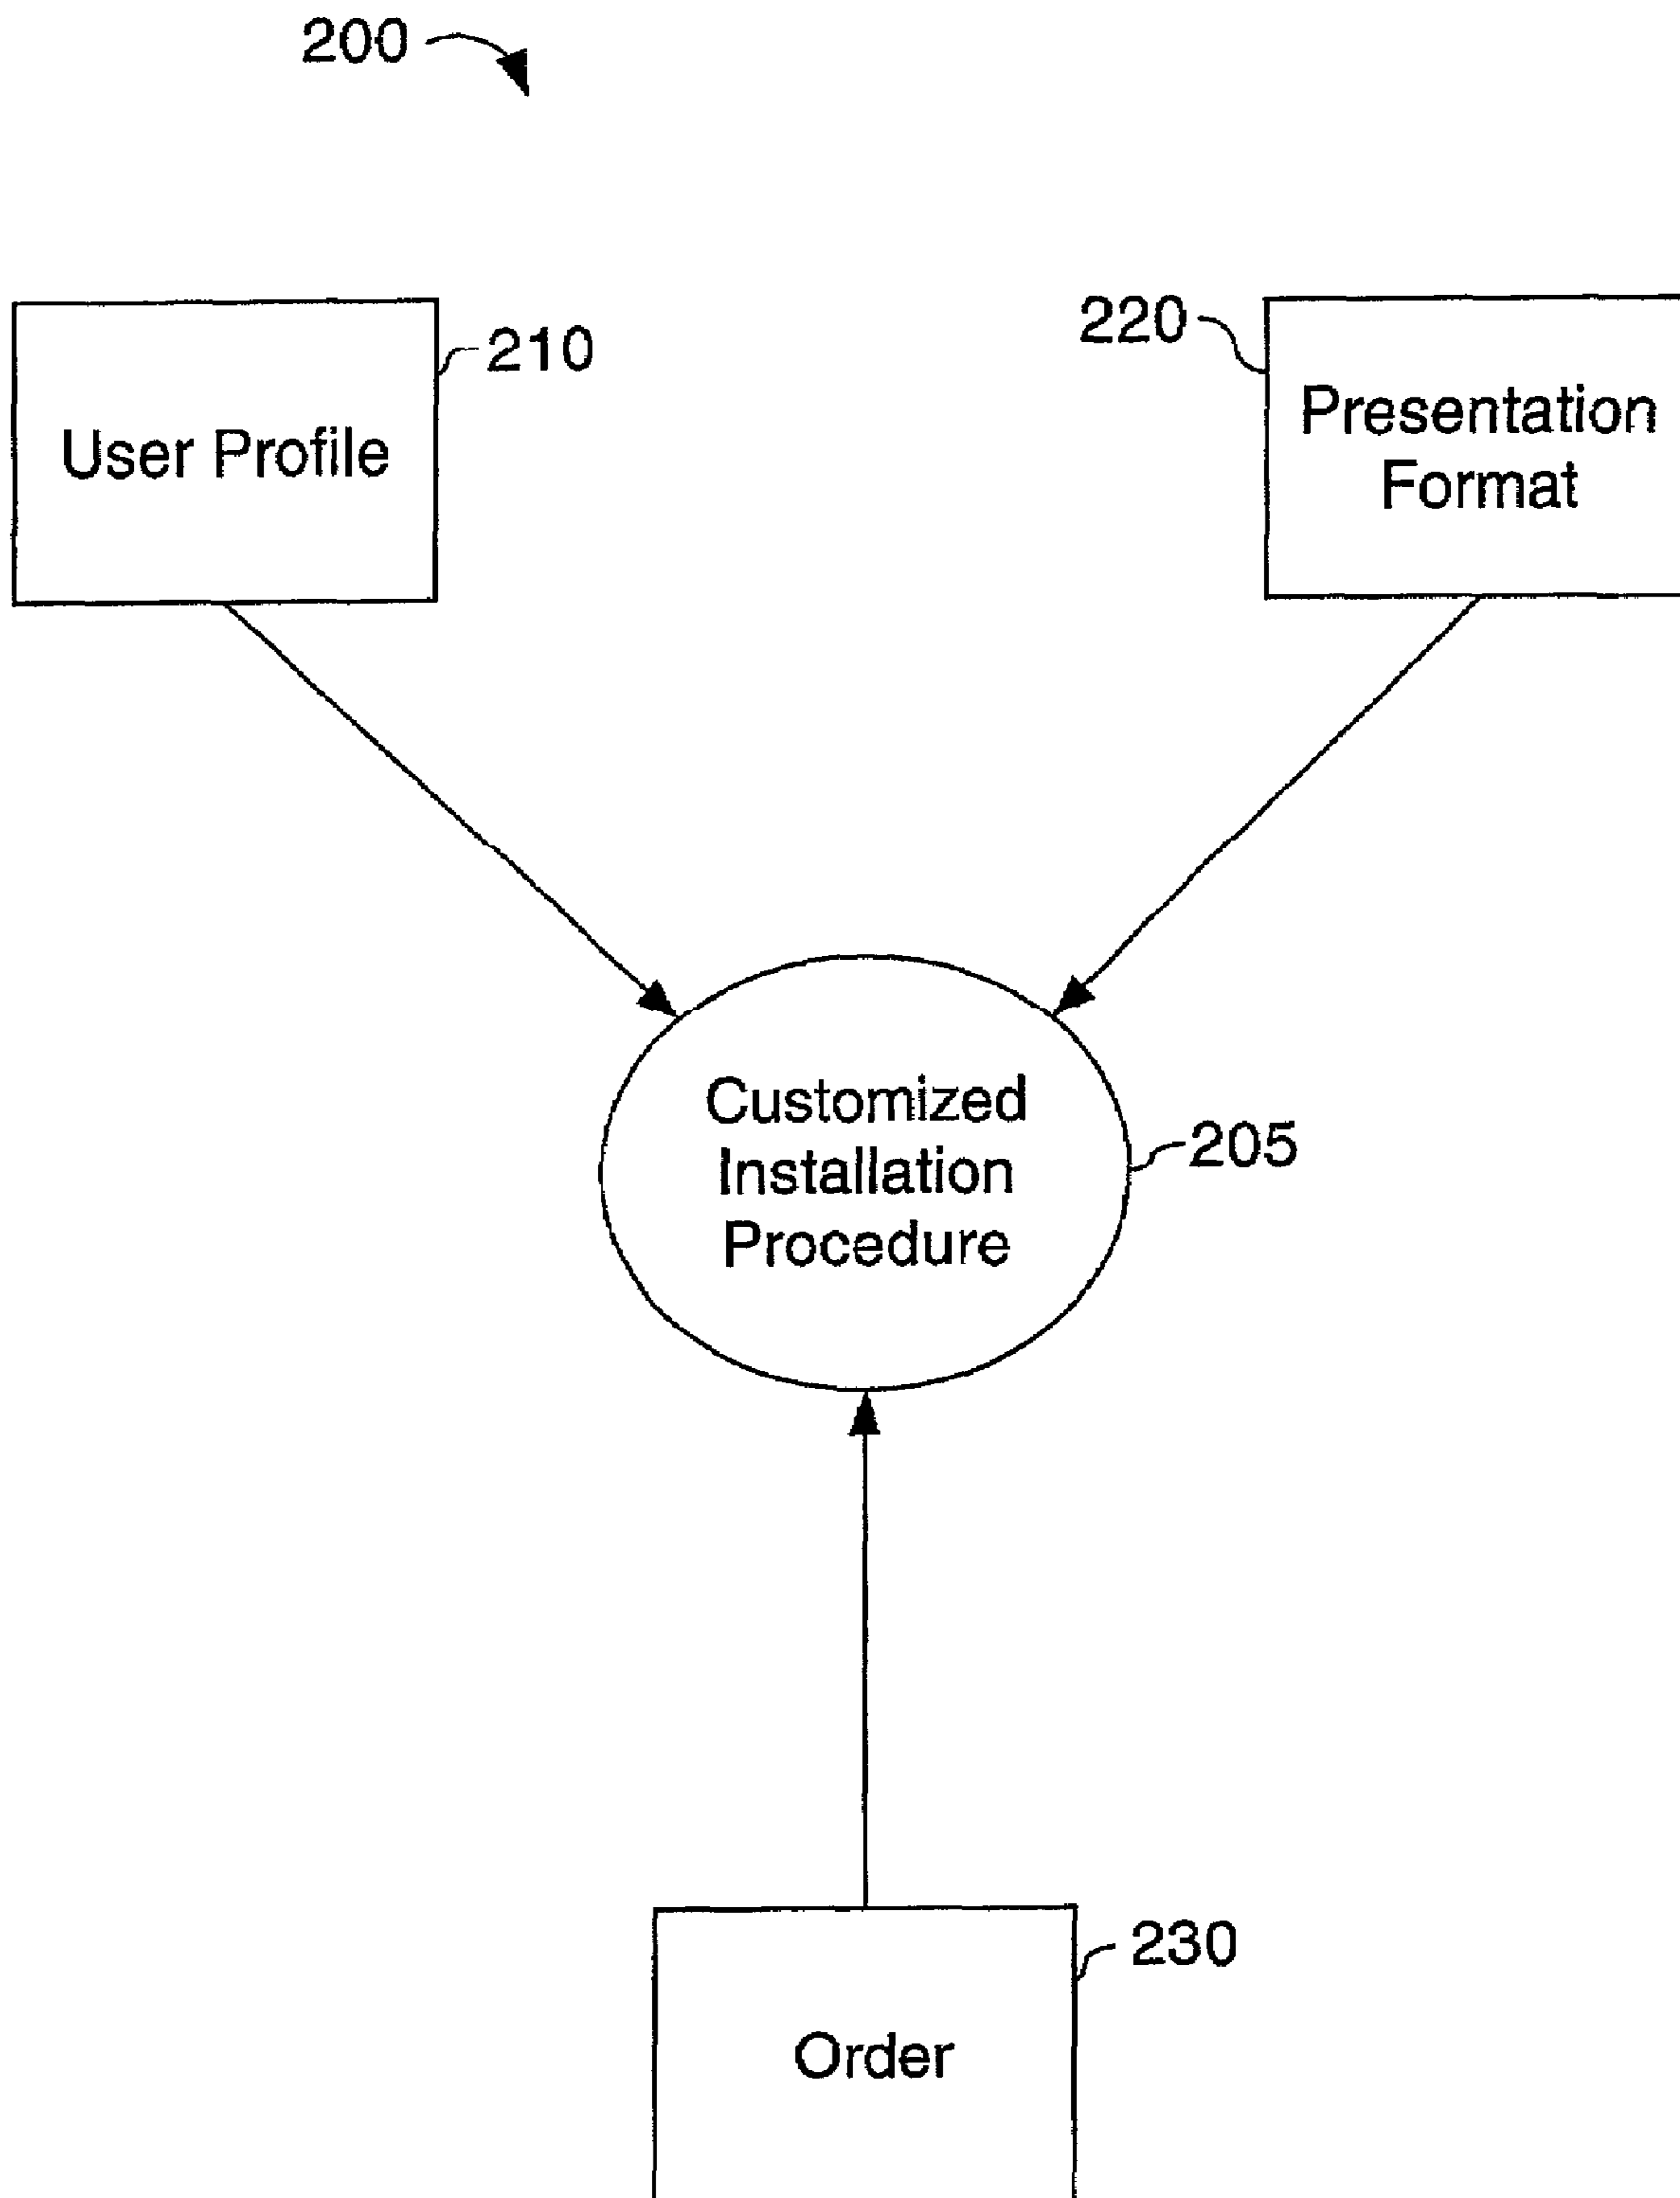 200
User Profile
210
220
Presentation
Format
Customized
Installation
Procedure
205
230
Order